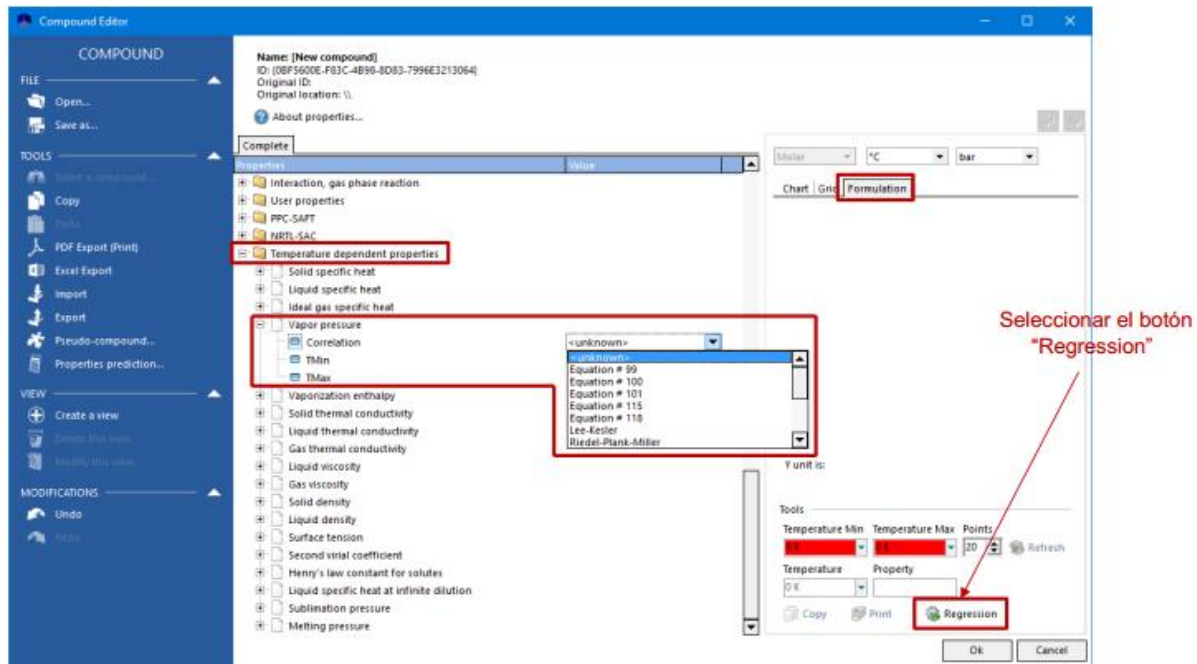 Compound Editor
COMPOUND
FILE
Open...
Save as...
TOOLS
Select a compound...
Copy
Paste
PDF Export (Print)
Excel Export
Import
Export
Pseudo-compound...
Properties prediction...
VIEW
Create a view
Delete this view
Modify this view
MODIFICATIONS
Undo
Redo
Name: [New compound]
ID: {0BF5600E-F83C-4B98-8D83-7996E3213064}
Original ID:
Original location: \\.
About properties...
Complete
Properties Value
Interaction, gas phase reaction
User properties
PPC-SAFT
NRTL-SAC
Temperature dependent properties
Solid specific heat
Liquid specific heat
Ideal gas specific heat
Vapor pressure
Correlation <unknown>
TMin
TMax
<unknown>
Equation # 99
Equation # 100
Equation # 101
Equation # 115
Equation # 118
Lee-Kesler
Riedel-Plank-Miller
Vaporization enthalpy
Solid thermal conductivity
Liquid thermal conductivity
Gas thermal conductivity
Liquid viscosity
Gas viscosity
Solid density
Liquid density
Surface tension
Second virial coefficient
Henry's law constant for solutes
Liquid specific heat at infinite dilution
Sublimation pressure
Melting pressure
Molar °C bar
Chart Grid Formulation
Y unit is:
Tools
Temperature Min Temperature Max Points
0 K 0 K 20 Refresh
Temperature Property
0 K
Copy Print Regression
Ok Cancel
Seleccionar el botón
“Regression”